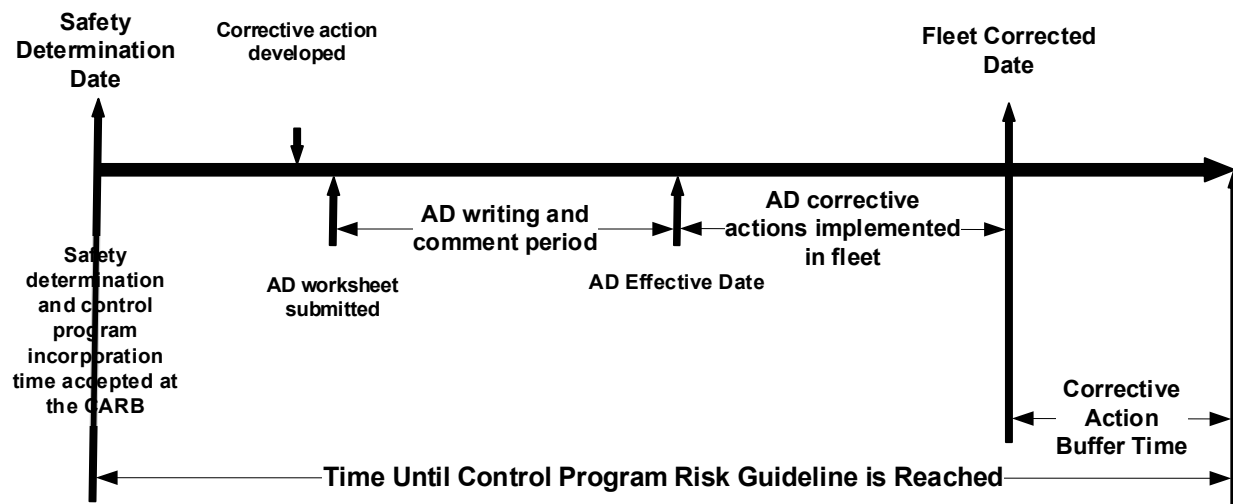 Safety
Determination
Date
Corrective action
developed
Fleet Corrected
Date
AD writing and
comment period
AD corrective
actions implemented
in fleet
Safety
determination
and control
program
incorporation
time accepted at
the CARB
AD worksheet
submitted
AD Effective Date
Corrective
Action
Buffer Time
Time Until Control Program Risk Guideline is Reached